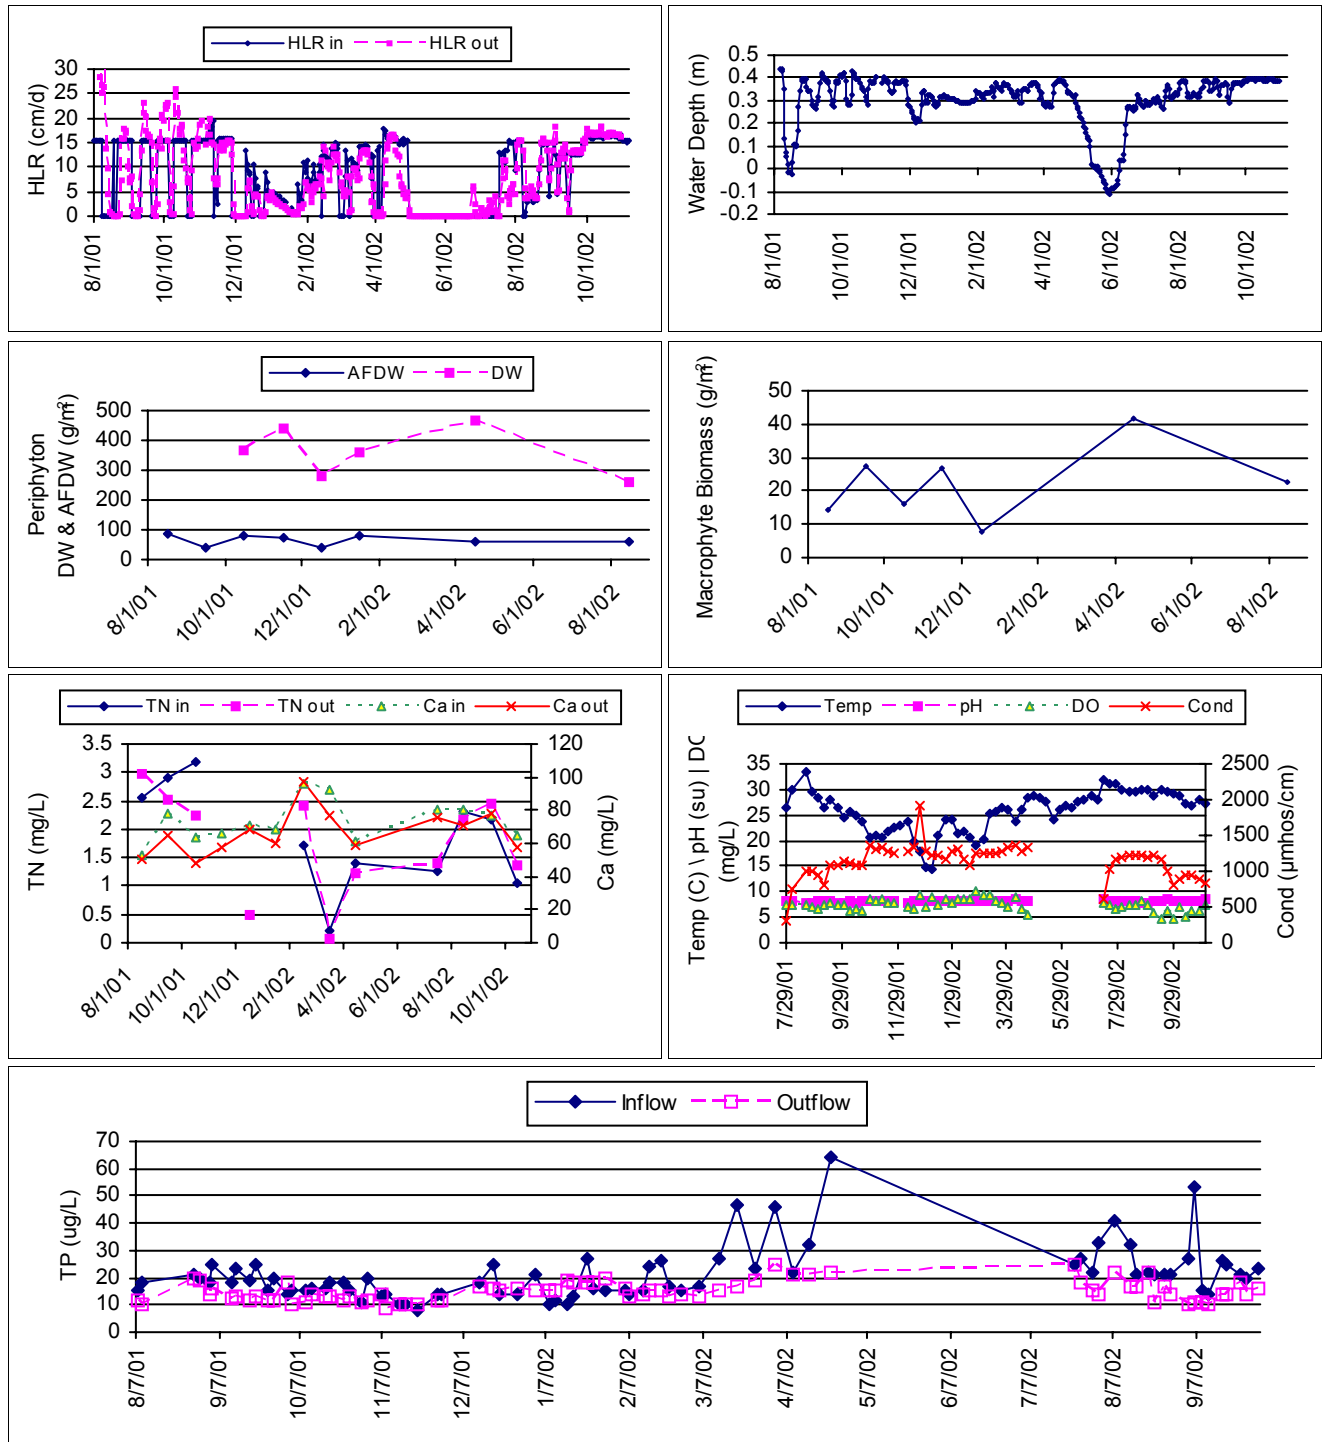 HLR in HLR out
HLR (cm/d)
30
25
20
15
10
5
0
8/1/01 10/1/01 12/1/01 2/1/02 4/1/02 6/1/02 8/1/02 10/1/02
Water Depth (m)
0.5
0.4
0.3
0.2
0.1
0
-0.1
-0.2
8/1/01 10/1/01 12/1/01 2/1/02 4/1/02 6/1/02 8/1/02 10/1/02
AFDW DW
Periphyton
DW & AFDW (g/m²)
500
400
300
200
100
0
8/1/01 10/1/01 12/1/01 2/1/02 4/1/02 6/1/02 8/1/02
Macrophyte Biomass (g/m²)
50
40
30
20
10
0
8/1/01 10/1/01 12/1/01 2/1/02 4/1/02 6/1/02 8/1/02
TN in TN out Ca in Ca out
TN (mg/L)
3.5
3
2.5
2
1.5
1
0.5
0
120
100
80
60
40
20
0
Ca (mg/L)
8/1/01 10/1/01 12/1/01 2/1/02 4/1/02 6/1/02 8/1/02 10/1/02
Temp pH DO Cond
Temp (C) \ pH (su) | DO
(mg/L)
35
30
25
20
15
10
5
0
2500
2000
1500
1000
500
0
Cond (µmhos/cm)
7/29/01 9/29/01 11/29/01 1/29/02 3/29/02 5/29/02 7/29/02 9/29/02
Inflow Outflow
TP (ug/L)
70
60
50
40
30
20
10
0
8/7/01 9/7/01 10/7/01 11/7/01 12/7/01 1/7/02 2/7/02 3/7/02 4/7/02 5/7/02 6/7/02 7/7/02 8/7/02 9/7/02